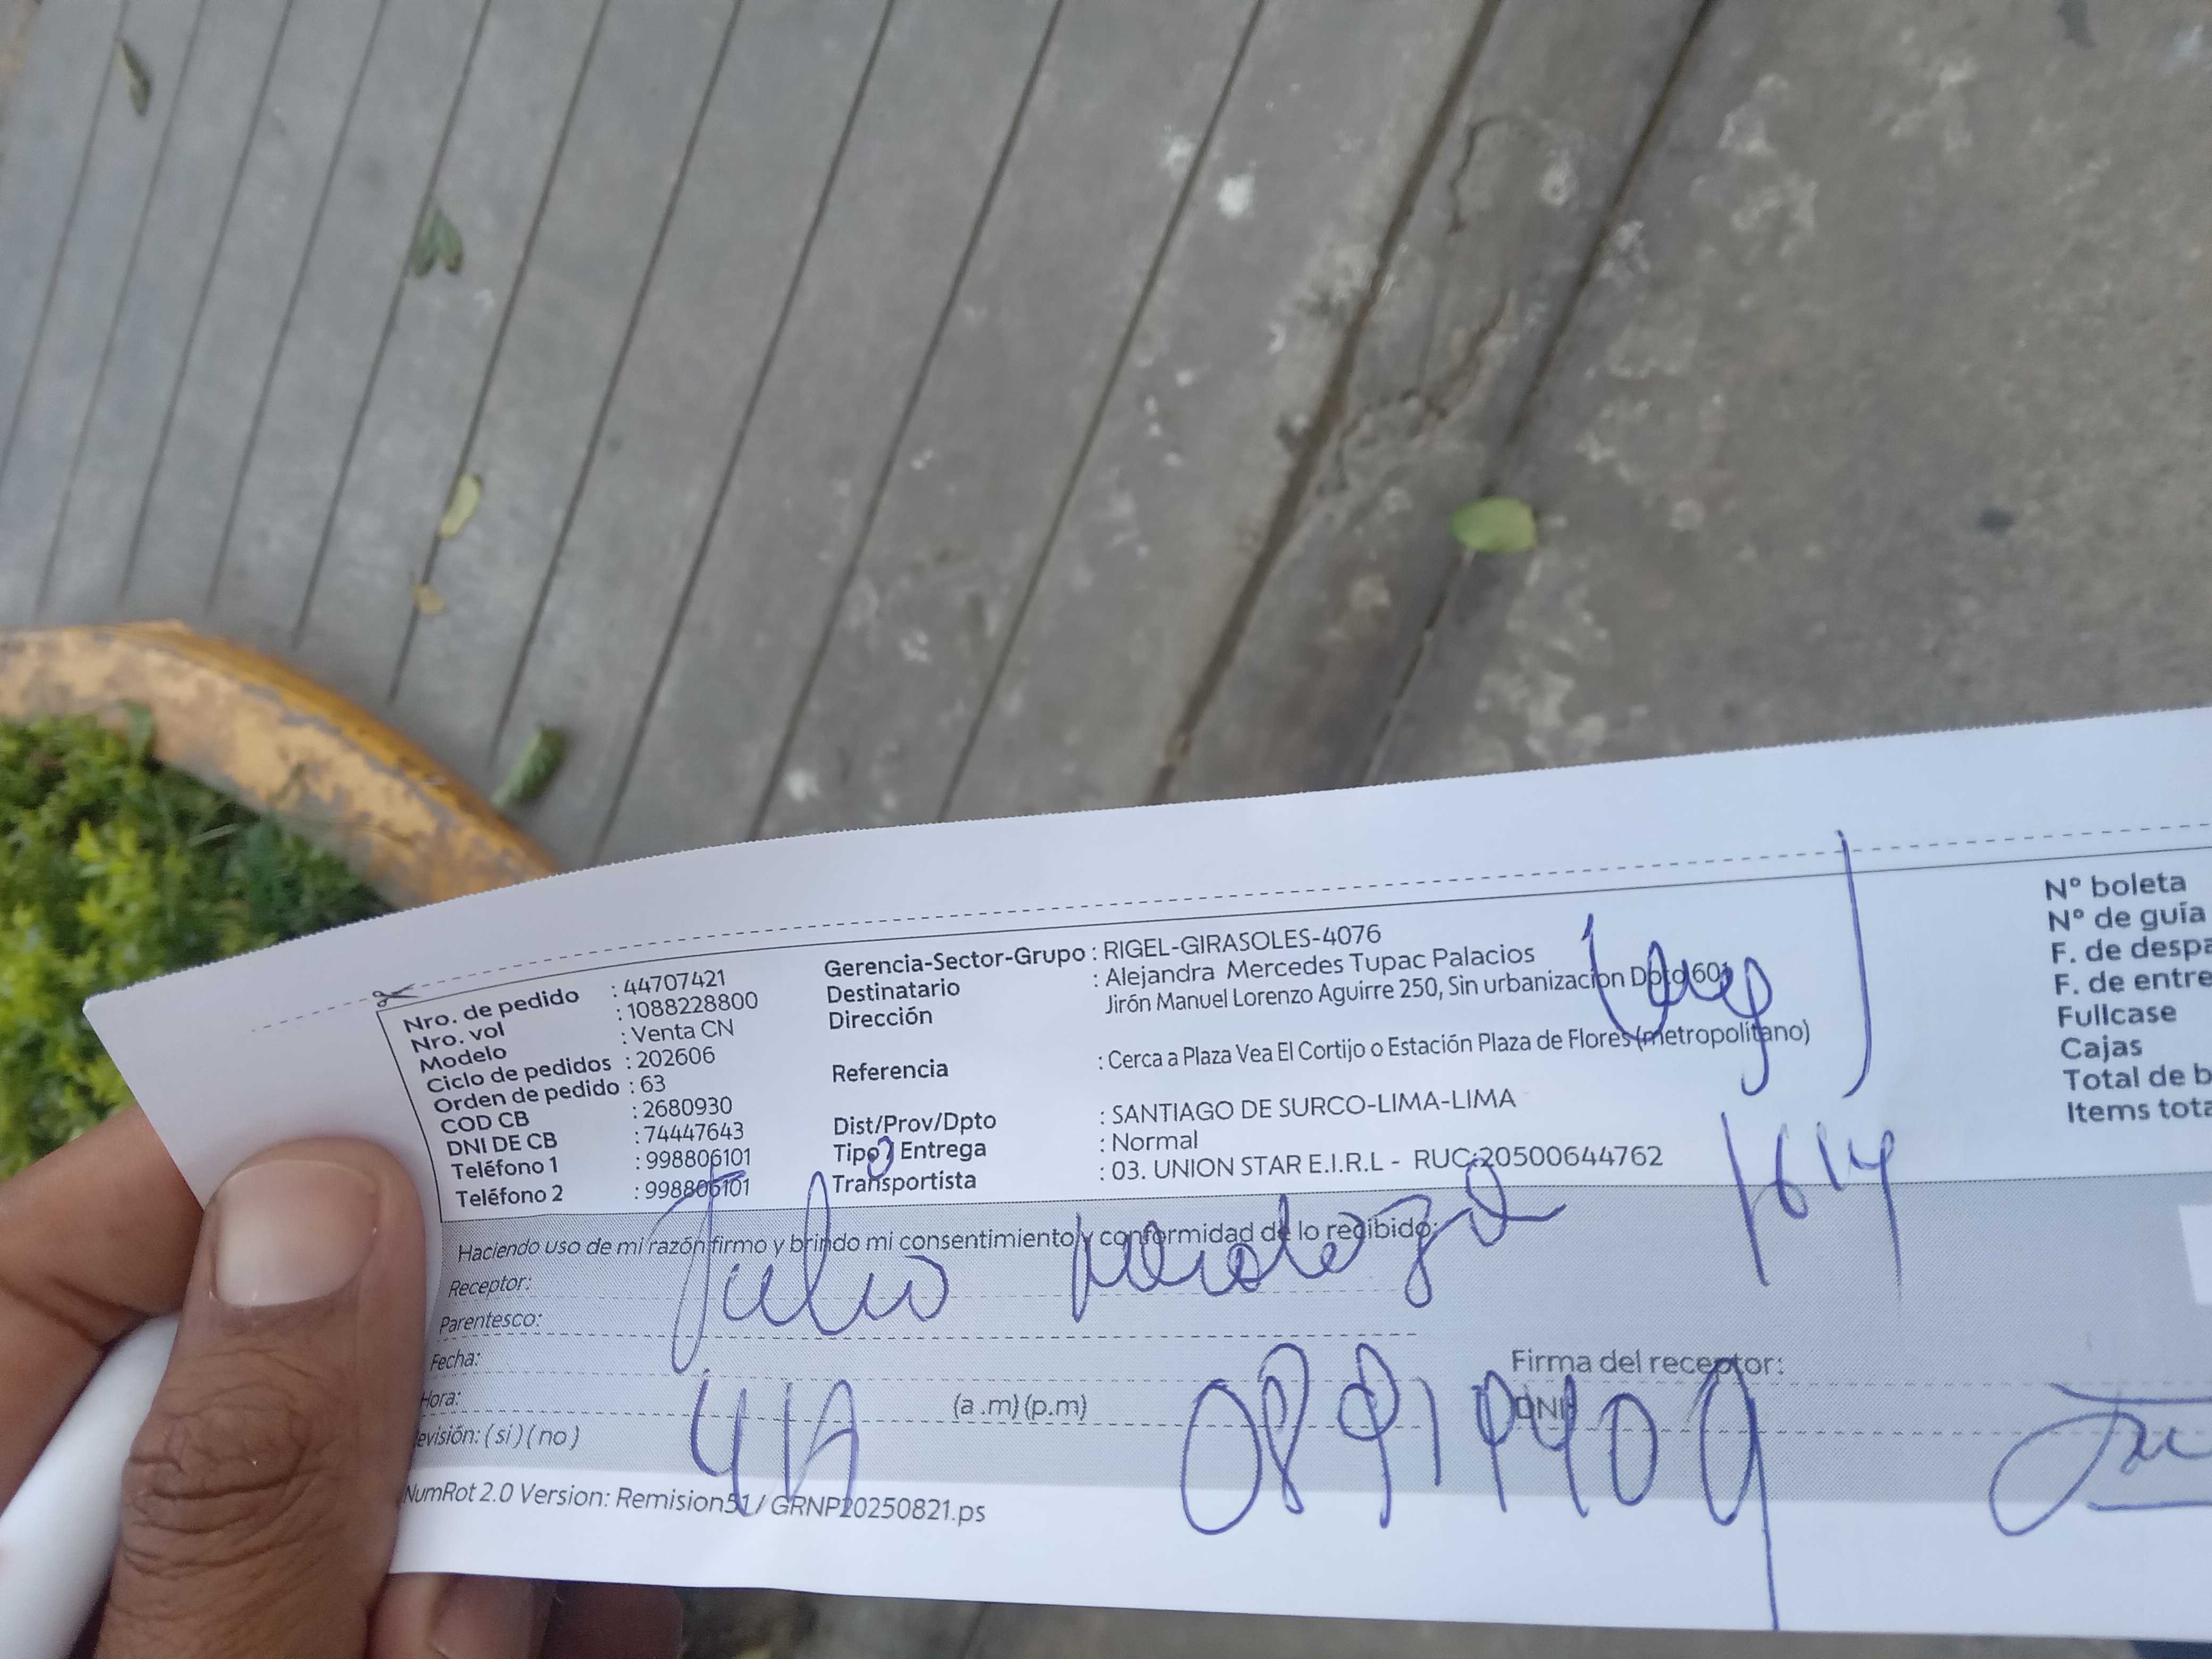 Nro. de pedido : 44707421
Nro. vol : 1088228800
Modelo : Venta CN
Ciclo de pedidos : 202606
Orden de pedido : 63
COD CB : 2680930
DNI DE CB : 74447643
Teléfono 1 : 998806101
Teléfono 2 : 998806101
Gerencia-Sector-Grupo : RIGEL-GIRASOLES-4076
Destinatario : Alejandra Mercedes Tupac Palacios
Dirección Jirón Manuel Lorenzo Aguirre 250, Sin urbanizacion Dpto 601
Referencia : Cerca a Plaza Vea El Cortijo o Estación Plaza de Flores (metropolitano)
Dist/Prov/Dpto : SANTIAGO DE SURCO-LIMA-LIMA
Tipo Entrega : Normal
Transportista : 03. UNION STAR E.I.R.L - RUC:20500644762
Nº boleta
Nº de guía
F. de despa
F. de entre
Fullcase
Cajas
Total de b
Items tota
Haciendo uso de mi razón firmo y brindo mi consentimiento y conformidad de lo recibido:
Receptor: Julio
Parentesco:
Fecha:
Hora: (a.m) (p.m)
evisión: ( si ) ( no )
Firma del receptor:
DNI
NumRot 2.0 Version: Remision51 / GRNP20250821.ps